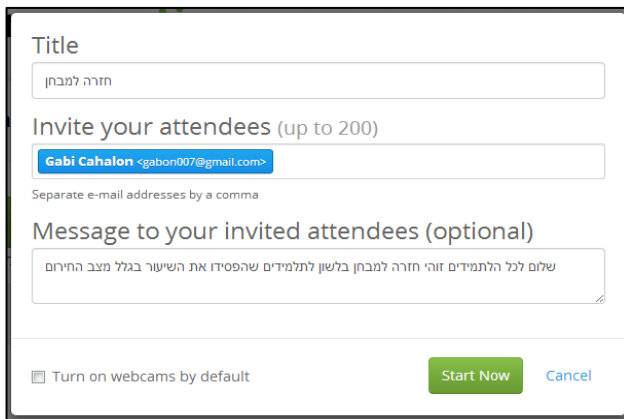 Title
חזרה למבחן
Invite your attendees (up to 200)
Gabi Cahalon <gabon007@gmail.com>
Separate e-mail addresses by a comma
Message to your invited attendees (optional)
שלום לכל הלתמידים זוהי חזרה למבחן בלשון לתלמידים שהפסידו את השיעור בגלל מצב החירום
Turn on webcams by default
Start Now
Cancel